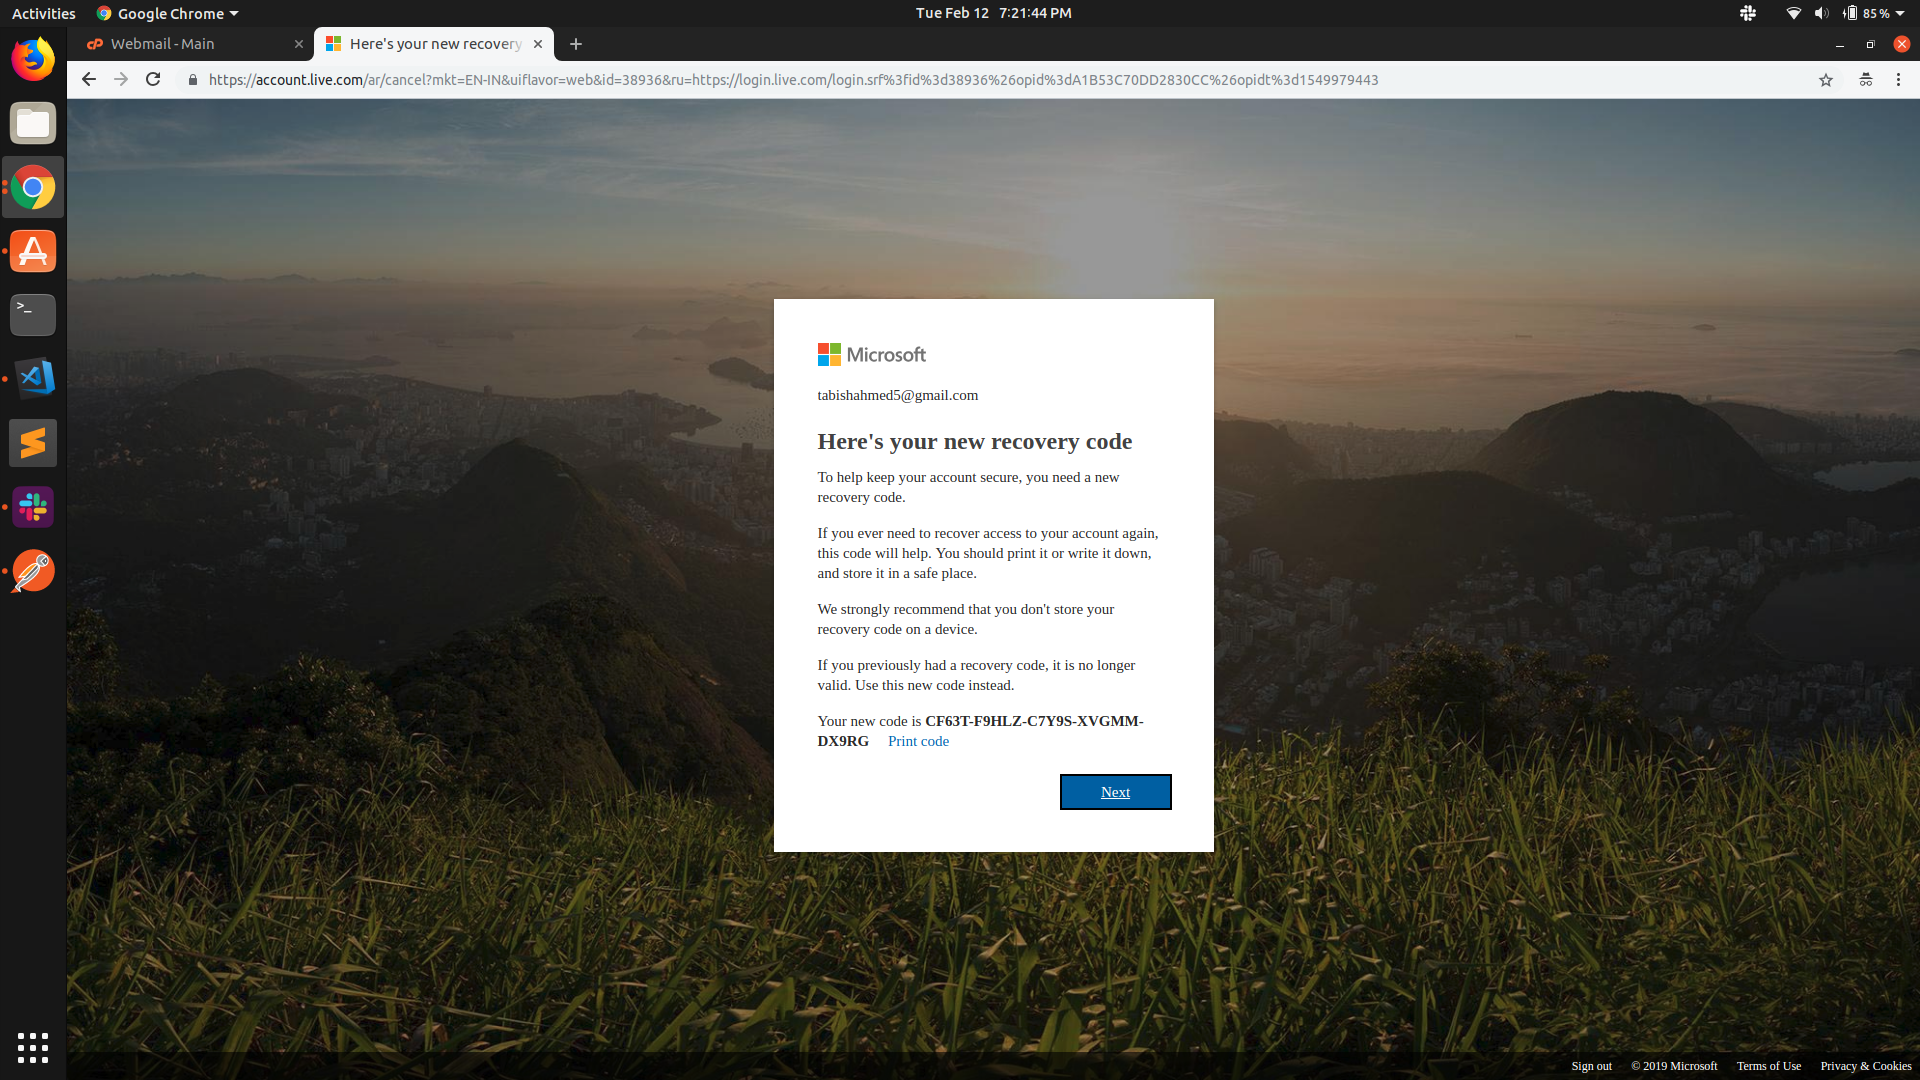 Activities
Google Chrome
Tue Feb 12 7:21:44 PM
85%
Webmail - Main
Here's your new recovery
https://account.live.com/ar/cancel?mkt=EN-IN&uiflavor=web&id=38936&ru=https://login.live.com/login.srf%3fid%3d38936%26opid%3dA1B53C70DD2830CC%26opidt%3d1549979443
Microsoft
tabishahmed5@gmail.com
Here's your new recovery code
To help keep your account secure, you need a new
recovery code.
If you ever need to recover access to your account again,
this code will help. You should print it or write it down,
and store it in a safe place.
We strongly recommend that you don't store your
recovery code on a device.
If you previously had a recovery code, it is no longer
valid. Use this new code instead.
Your new code is CF63T-F9HLZ-C7Y9S-XVGMM-
DX9RG Print code
Next
Sign out © 2019 Microsoft Terms of Use Privacy & Cookies